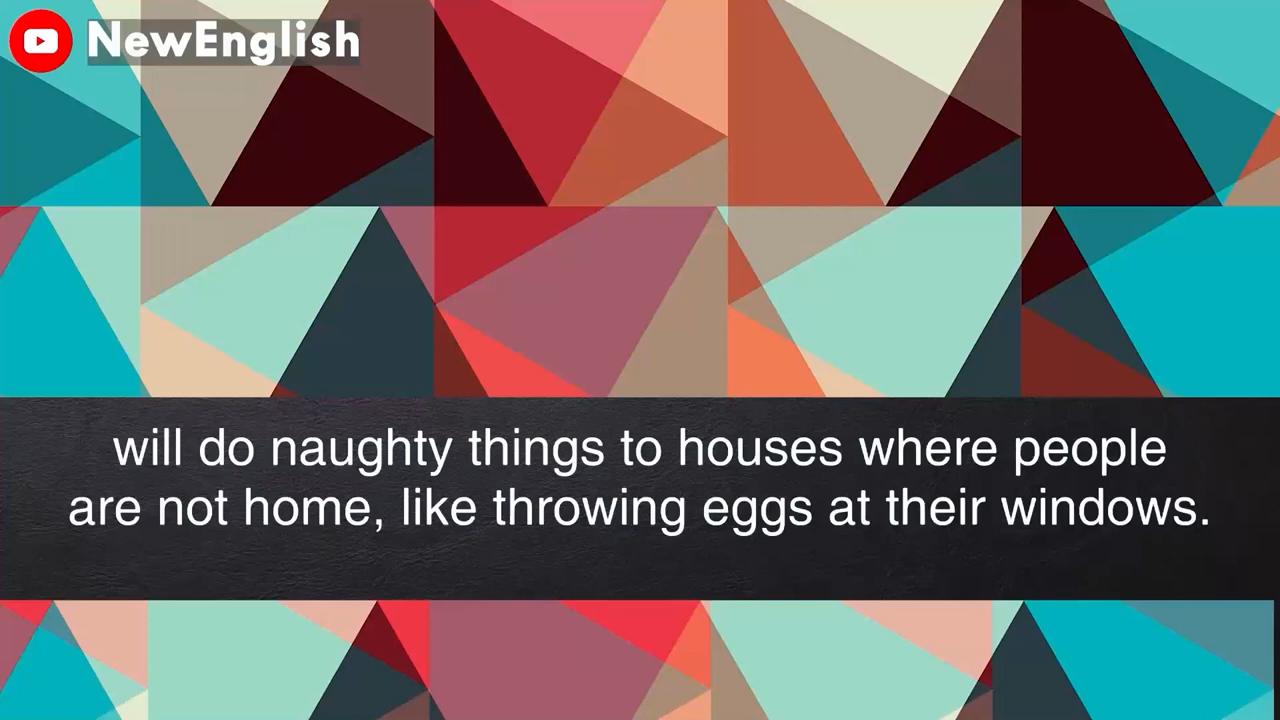 NewEnglish
will do naughty things to houses where people
are not home, like throwing eggs at their windows.